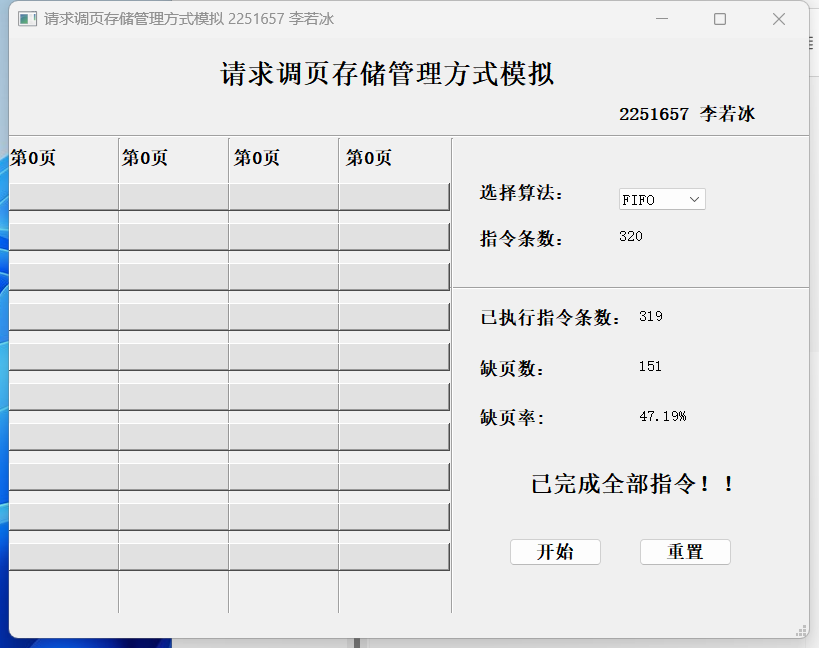 请求调页存储管理方式模拟 2251657 李若冰
请求调页存储管理方式模拟
2251657 李若冰
第0页 第0页 第0页 第0页
选择算法： FIFO
指令条数： 320
已执行指令条数： 319
缺页数： 151
缺页率： 47.19%
已完成全部指令！！
开始 重置